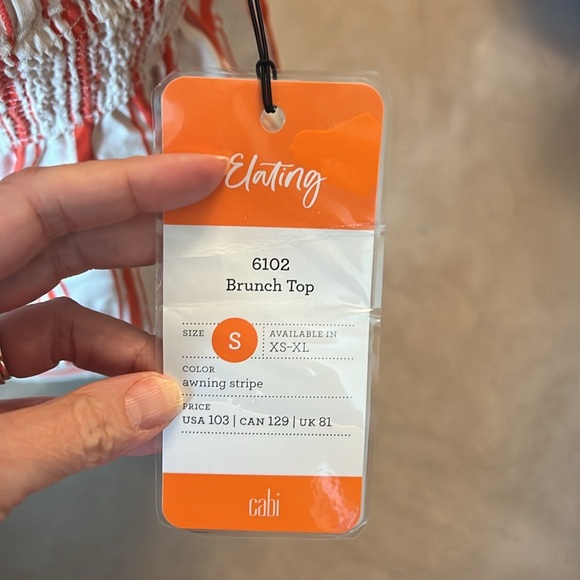 Elating
6102
Brunch Top
SIZE S AVAILABLE IN
XS-XL
COLOR
awning stripe
PRICE
USA 103 | CAN 129 | UK 81
cabi